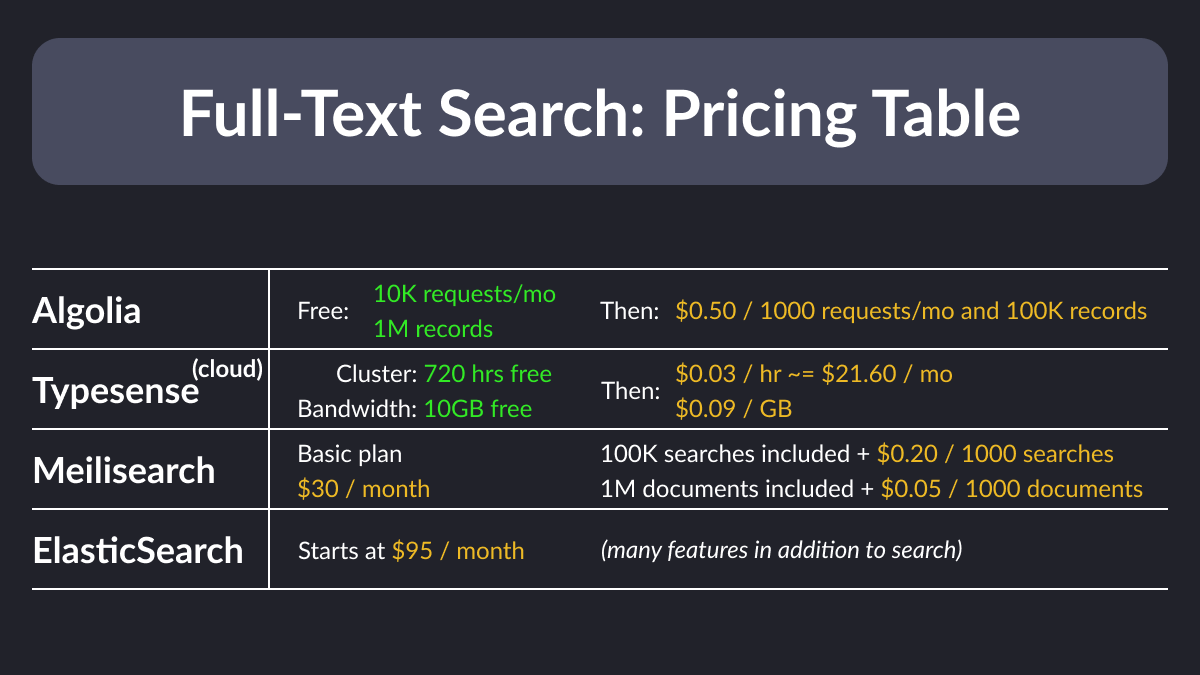 Full-Text Search: Pricing Table
Algolia
Free:
10K requests/mo
1M records
Then:
$0.50 / 1000 requests/mo and 100K records
Typesense
(cloud)
Cluster: 720 hrs free
Bandwidth: 10GB free
Then:
$0.03 / hr ~= $21.60 / mo
$0.09 / GB
Meilisearch
Basic plan
$30 / month
100K searches included + $0.20 / 1000 searches
1M documents included + $0.05 / 1000 documents
ElasticSearch
Starts at $95 / month
(many features in addition to search)